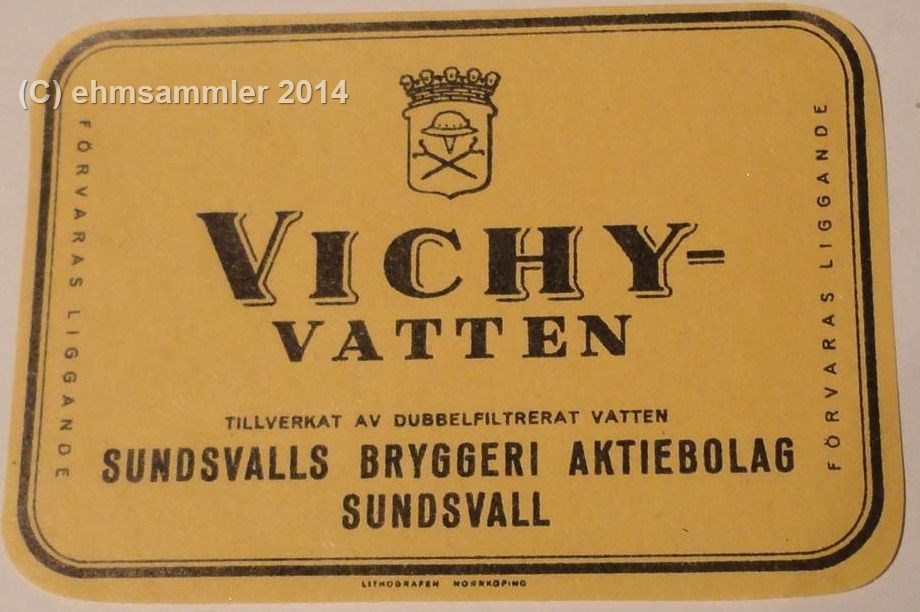 (C) ehmsammler 2014
FÖRVARAS LIGGANDE
VICHY-
VATTEN
TILLVERKAT AV DUBBELFILTRERAT VATTEN
SUNDSVALLS BRYGGERI AKTIEBOLAG
SUNDSVALL
FÖRVARAS LIGGANDE
LITHOGRAFEN NORRKÖPING